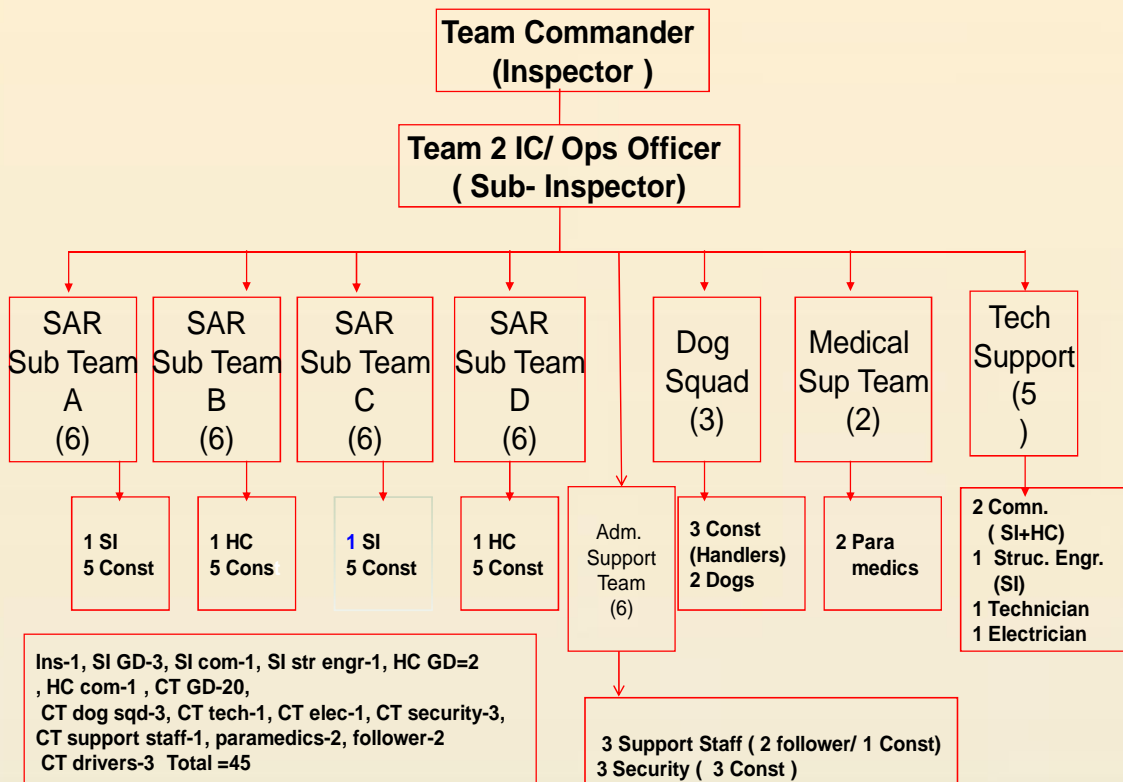 Team Commander
(Inspector )
Team 2 IC/ Ops Officer
( Sub- Inspector)
SAR
Sub Team
A
(6)
SAR
Sub Team
B
(6)
SAR
Sub Team
C
(6)
SAR
Sub Team
D
(6)
Dog
Squad
(3)
Medical
Sup Team
(2)
Tech
Support
(5
)
1 SI
5 Const
1 HC
5 Cons
1 SI
5 Const
1 HC
5 Const
Adm.
Support
Team
(6)
3 Const
(Handlers)
2 Dogs
2 Para
medics
2 Comn.
( SI+HC)
1 Struc. Engr.
(SI)
1 Technician
1 Electrician
Ins-1, SI GD-3, SI com-1, SI str engr-1, HC GD=2
, HC com-1 , CT GD-20,
CT dog sqd-3, CT tech-1, CT elec-1, CT security-3,
CT support staff-1, paramedics-2, follower-2
CT drivers-3 Total =45
3 Support Staff ( 2 follower/ 1 Const)
3 Security ( 3 Const )